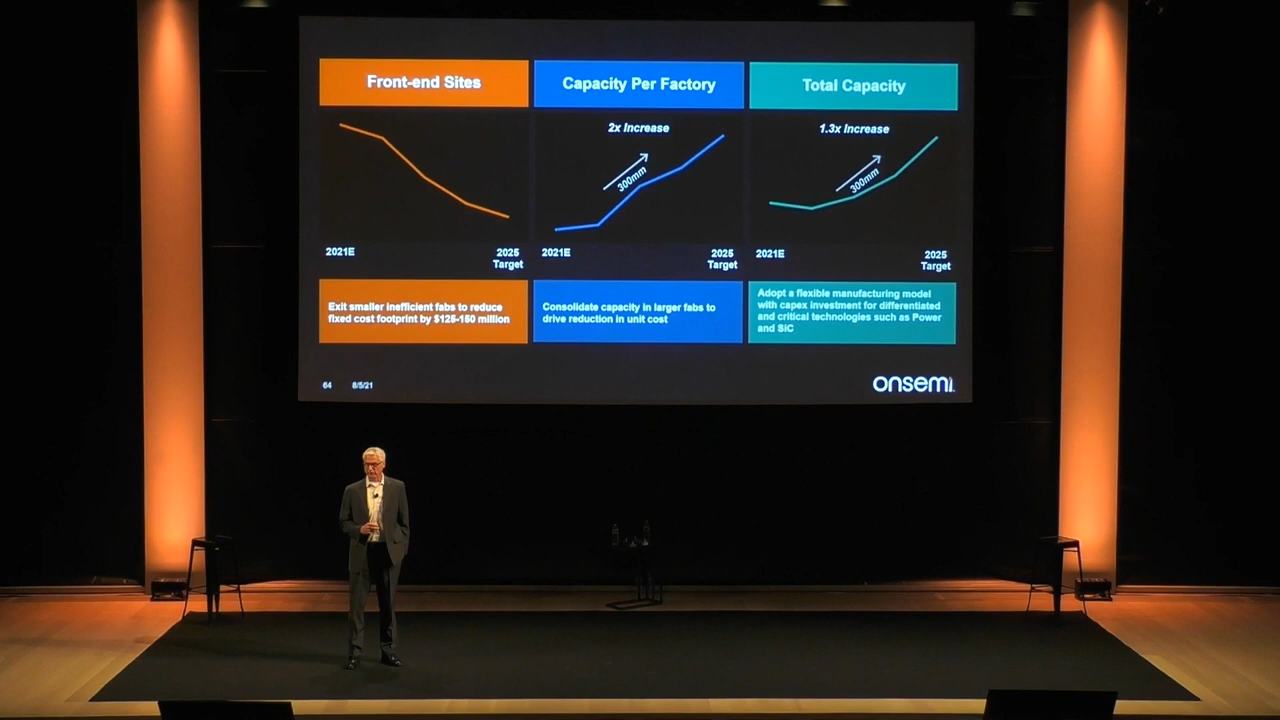 Front-end Sites
Capacity Per Factory
Total Capacity
2x Increase
1.3x Increase
300mm
300mm
2021E
2025
Target
2021E
2025
Target
2021E
2025
Target
Exit smaller inefficient fabs to reduce
fixed cost footprint by $125-150 million
Consolidate capacity in larger fabs to
drive reduction in unit cost
Adopt a flexible manufacturing model
with capex investment for differentiated
and critical technologies such as Power
and SiC
64
8/5/21
onsemi